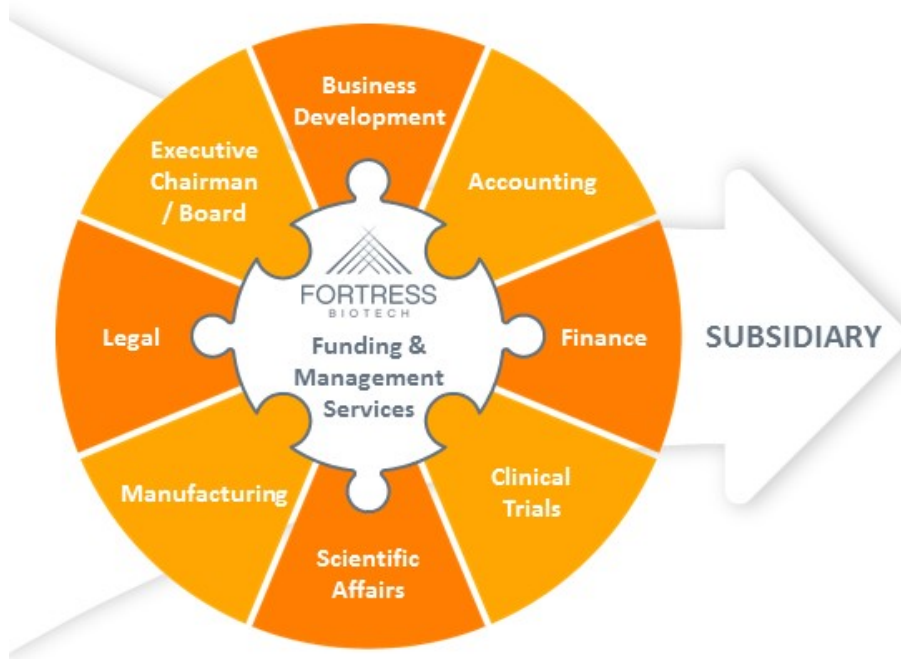 Business
Development
Accounting
Executive
Chairman
/ Board
FORTRESS
BIOTECH
Funding &
Management
Services
Legal
Finance
SUBSIDIARY
Manufacturing
Clinical
Trials
Scientific
Affairs